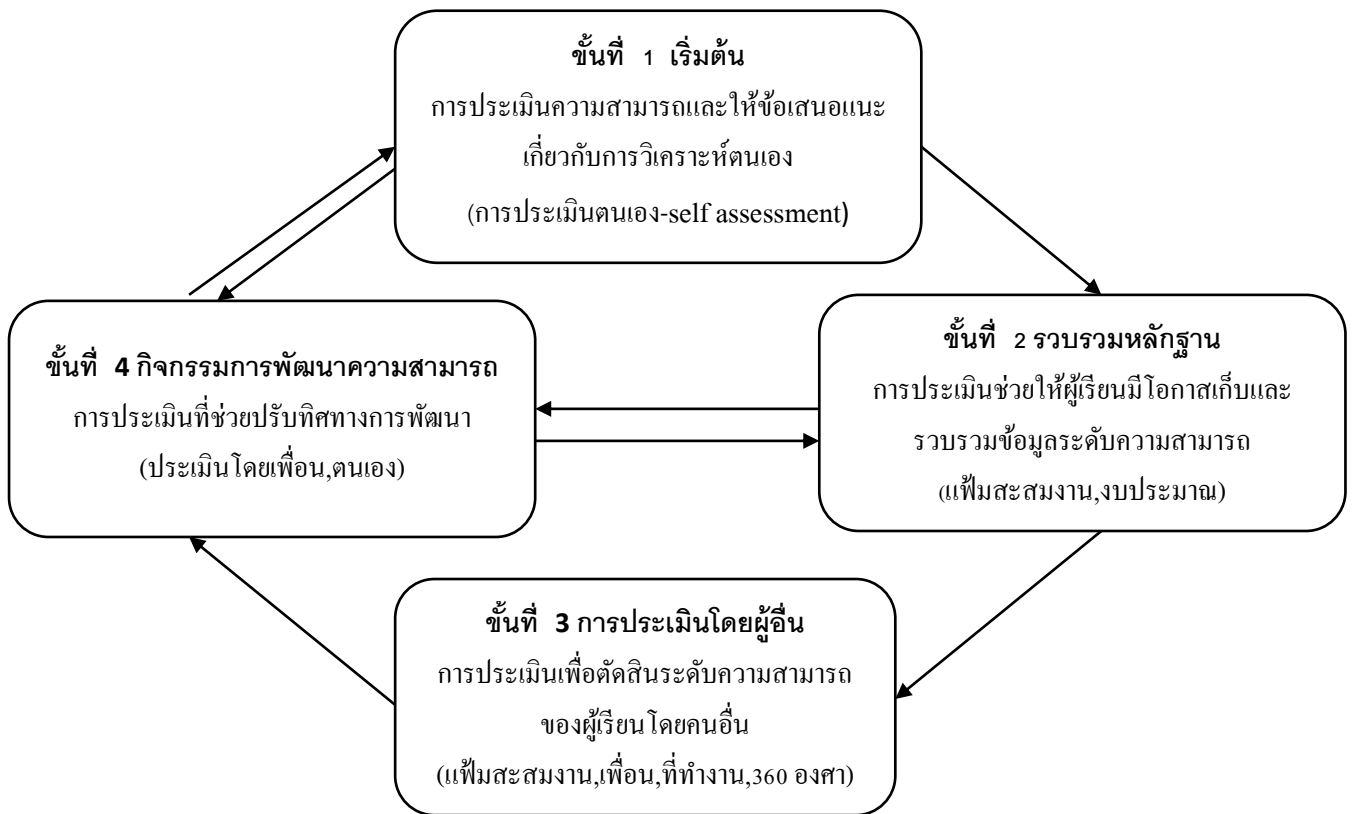 ขั้นที่ 1 เริ่มต้น
การประเมินความสามารถและให้ข้อเสนอแนะ
เกี่ยวกับการวิเคราะห์ตนเอง
(การประเมินตนเอง-self assessment)
ขั้นที่ 2 รวบรวมหลักฐาน
การประเมินช่วยให้ผู้เรียนมีโอกาสเก็บและ
รวบรวมข้อมูลระดับความสามารถ
(แฟ้มสะสมงาน,งบประมาณ)
ขั้นที่ 3 การประเมินโดยผู้อื่น
การประเมินเพื่อตัดสินระดับความสามารถ
ของผู้เรียนโดยคนอื่น
(แฟ้มสะสมงาน,เพื่อน,ที่ทำงาน,360 องศา)
ขั้นที่ 4 กิจกรรมการพัฒนาความสามารถ
การประเมินที่ช่วยปรับทิศทางการพัฒนา
(ประเมินโดยเพื่อน,ตนเอง)